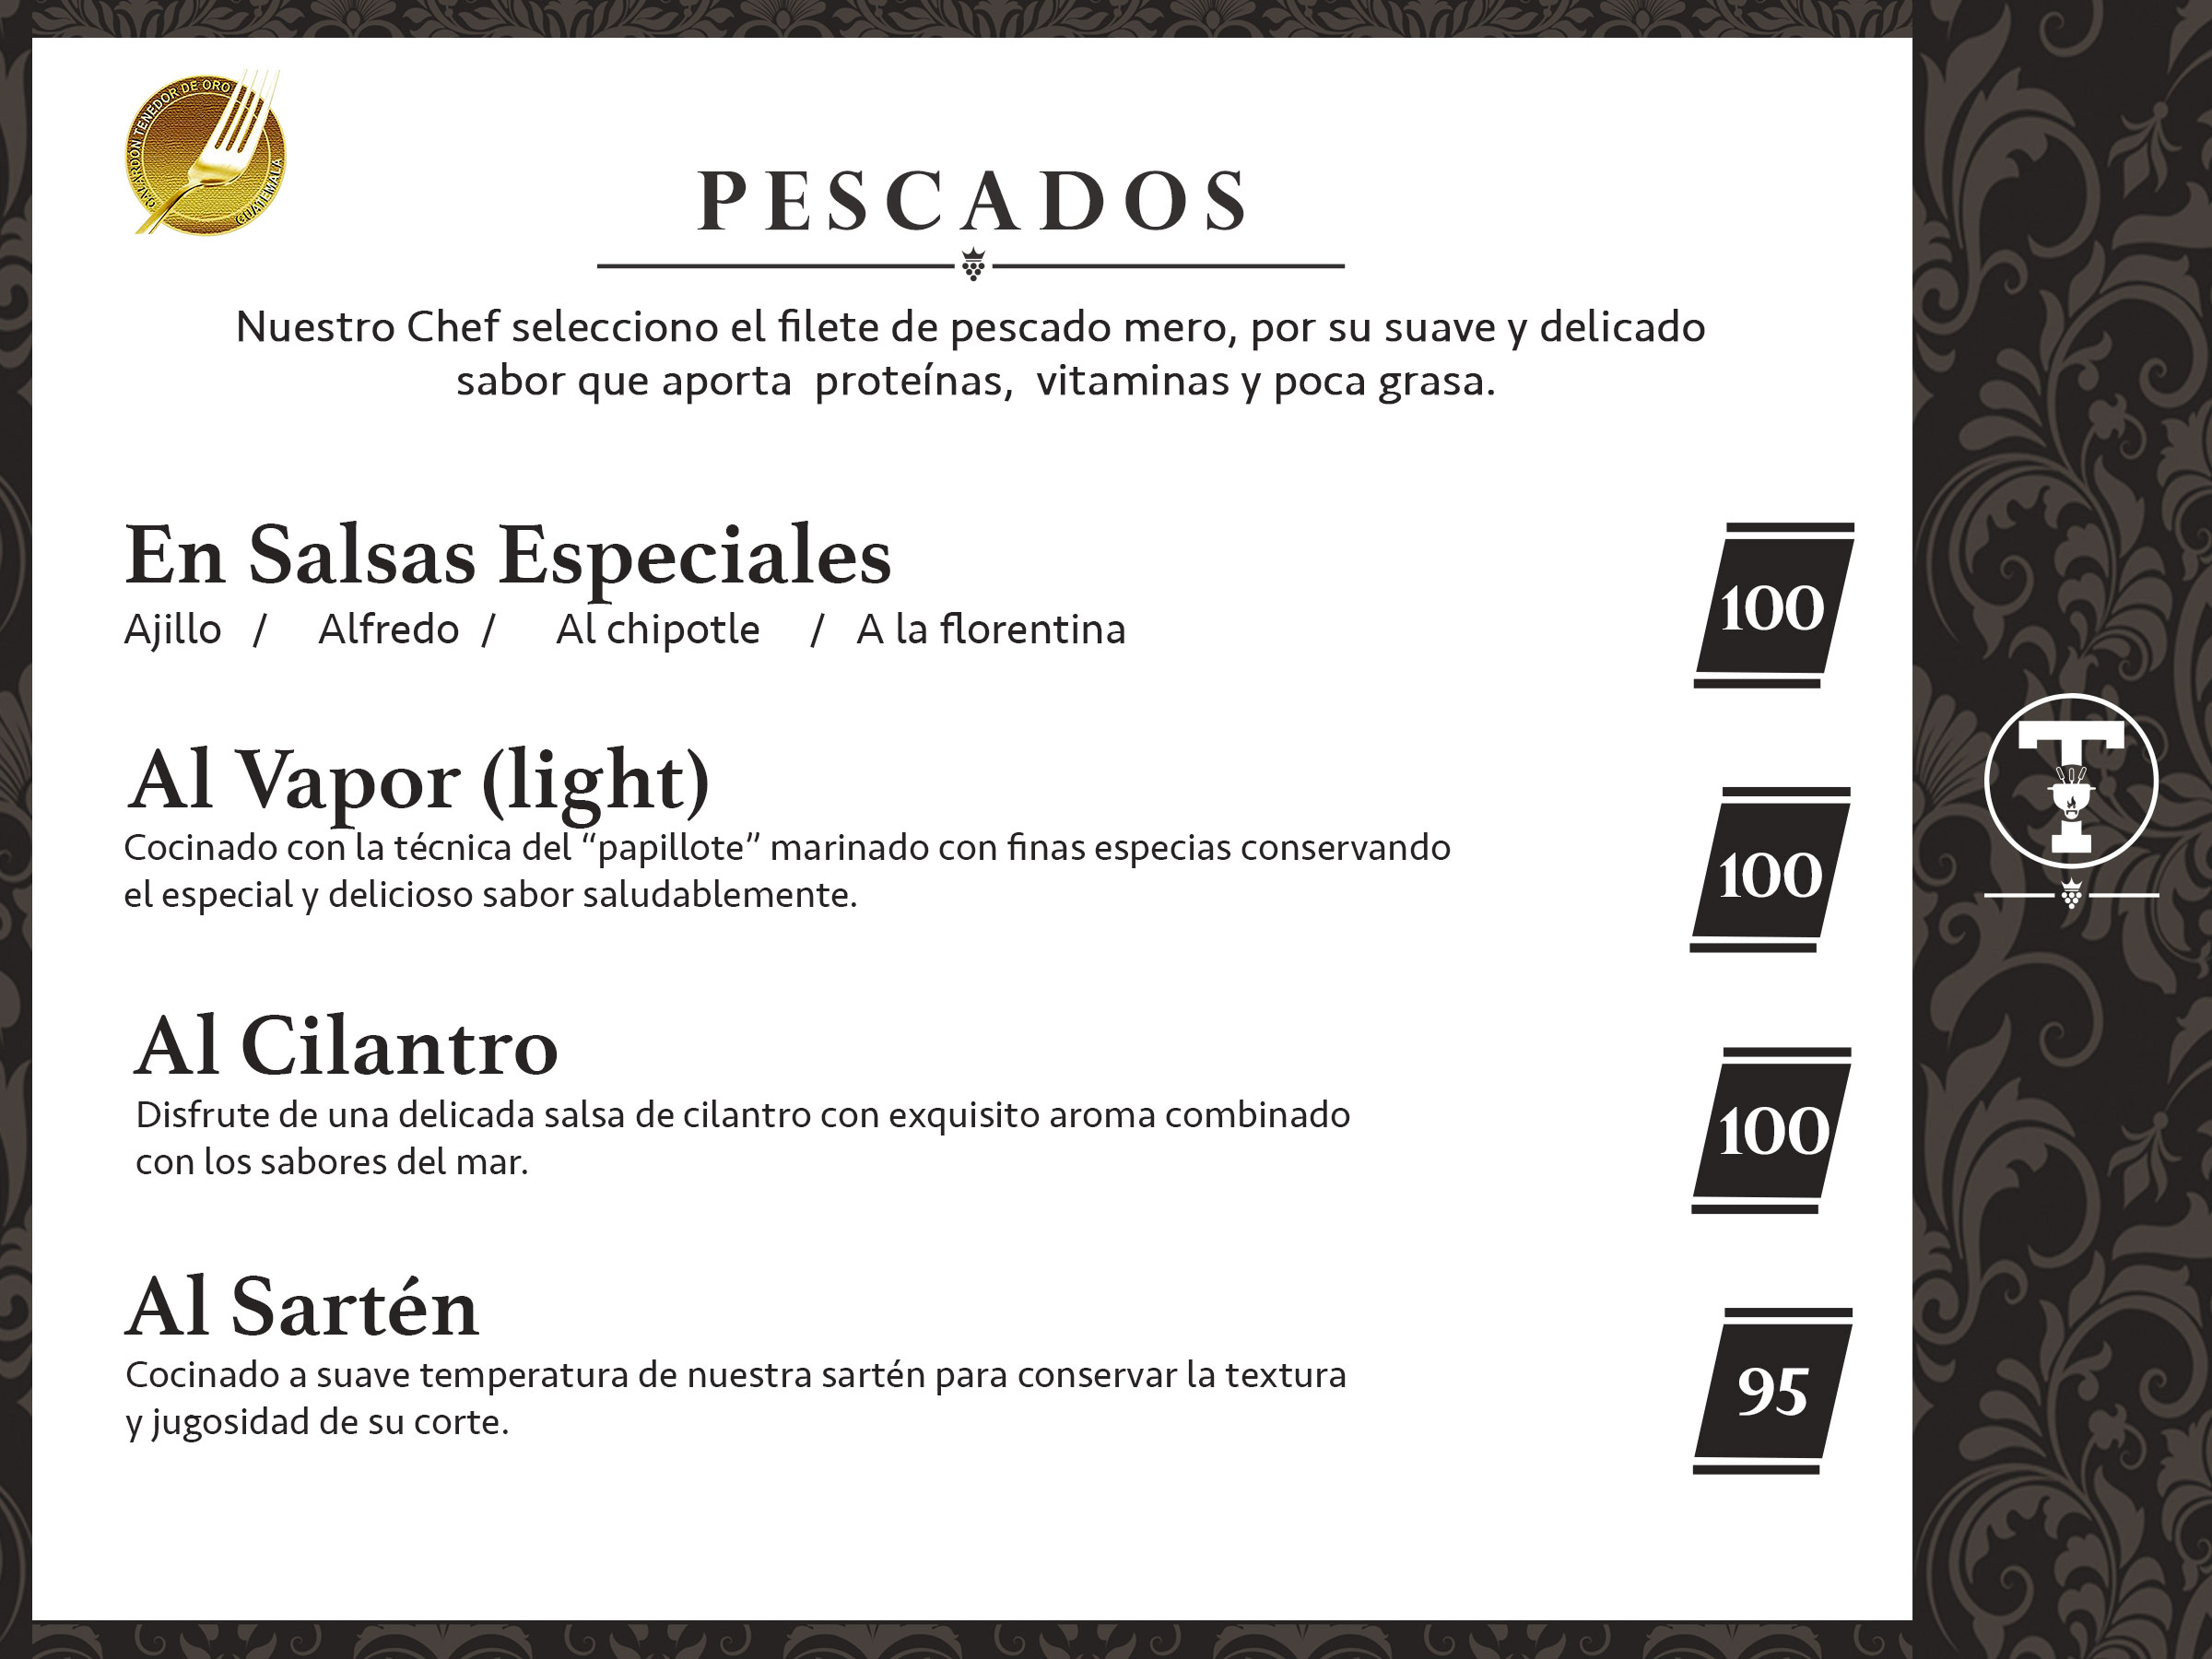 GALARDON TENEDOR DE ORO
GUATEMALA
PESCADOS
Nuestro Chef selecciono el filete de pescado mero, por su suave y delicado
sabor que aporta proteínas, vitaminas y poca grasa.
En Salsas Especiales
Ajillo / Alfredo / Al chipotle / A la florentina
100
Al Vapor (light)
Cocinado con la técnica del “papillote” marinado con finas especias conservando
el especial y delicioso sabor saludablemente.
100
T
Al Cilantro
Disfrute de una delicada salsa de cilantro con exquisito aroma combinado
con los sabores del mar.
100
Al Sartén
Cocinado a suave temperatura de nuestra sartén para conservar la textura
y jugosidad de su corte.
95